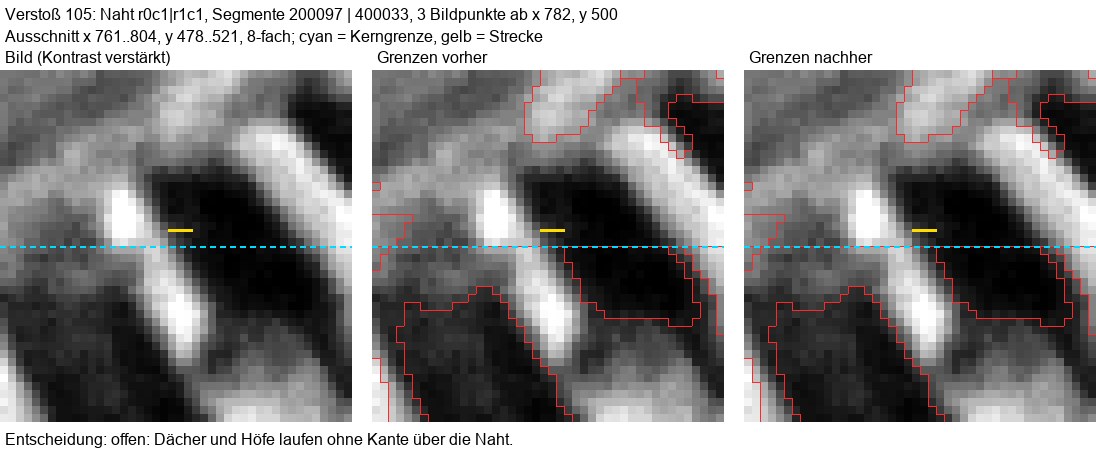 Verstoß 105: Naht r0c1|r1c1, Segmente 200097 | 400033, 3 Bildpunkte ab x 782, y 500
Ausschnitt x 761..804, y 478..521, 8-fach; cyan = Kerngrenze, gelb = Strecke
Bild (Kontrast verstärkt)
Grenzen vorher
Grenzen nachher
Entscheidung: offen: Dächer und Höfe laufen ohne Kante über die Naht.